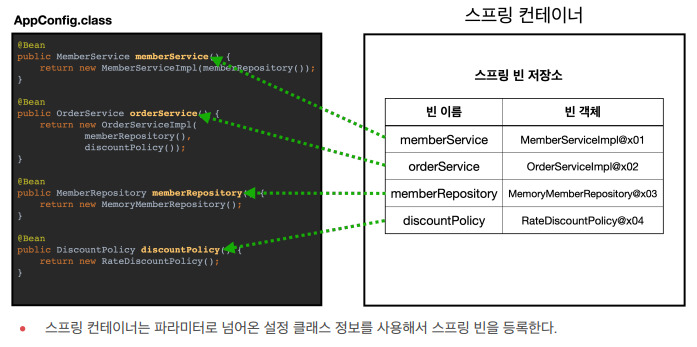 AppConfig.class
@Bean
public MemberService memberService() {
    return new MemberServiceImpl(memberRepository());
}
@Bean
public OrderService orderService() {
    return new OrderServiceImpl(
            memberRepository(),
            discountPolicy());
}
@Bean
public MemberRepository memberRepository() {
    return new MemoryMemberRepository();
}
@Bean
public DiscountPolicy discountPolicy() {
    return new RateDiscountPolicy();
}
스프링 컨테이너
스프링 빈 저장소
빈 이름 빈 객체
memberService MemberServiceImpl@x01
orderService OrderServiceImpl@x02
memberRepository MemoryMemberRepository@x03
discountPolicy RateDiscountPolicy@x04
• 스프링 컨테이너는 파라미터로 넘어온 설정 클래스 정보를 사용해서 스프링 빈을 등록한다.